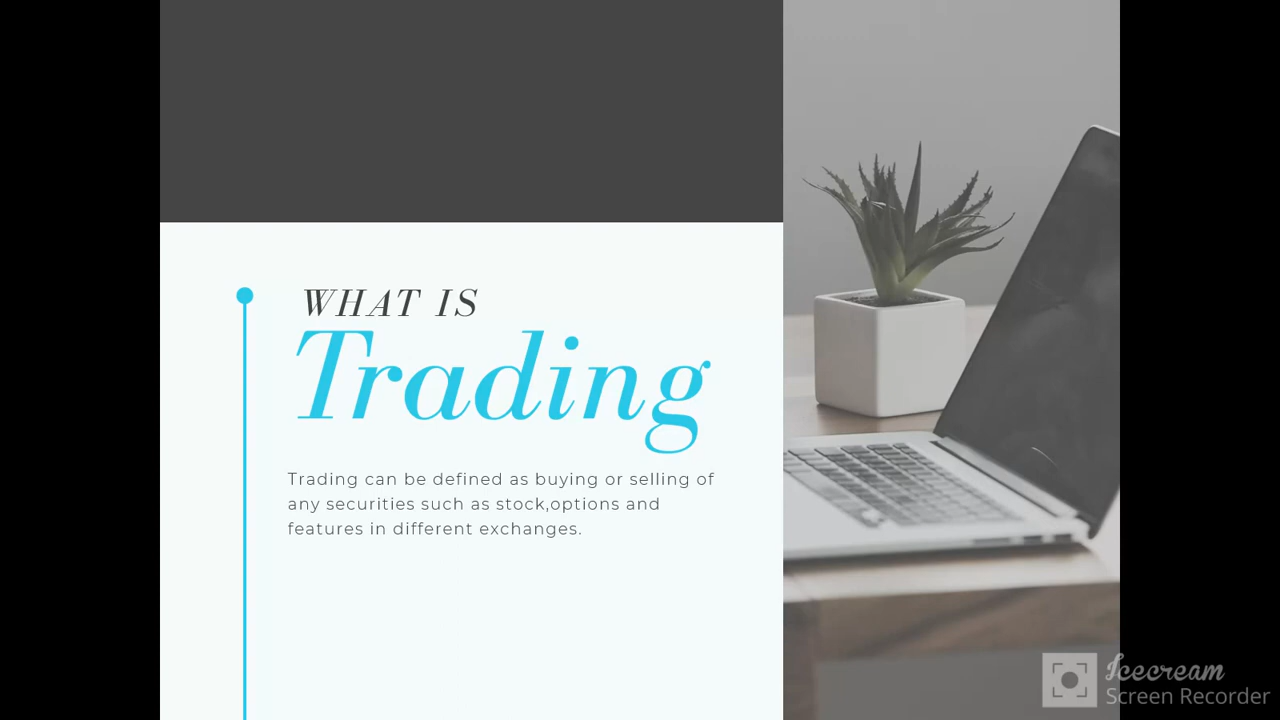 WHAT IS
Trading
Trading can be defined as buying or selling of
any securities such as stock,options and
features in different exchanges.
Icecream
Screen Recorder